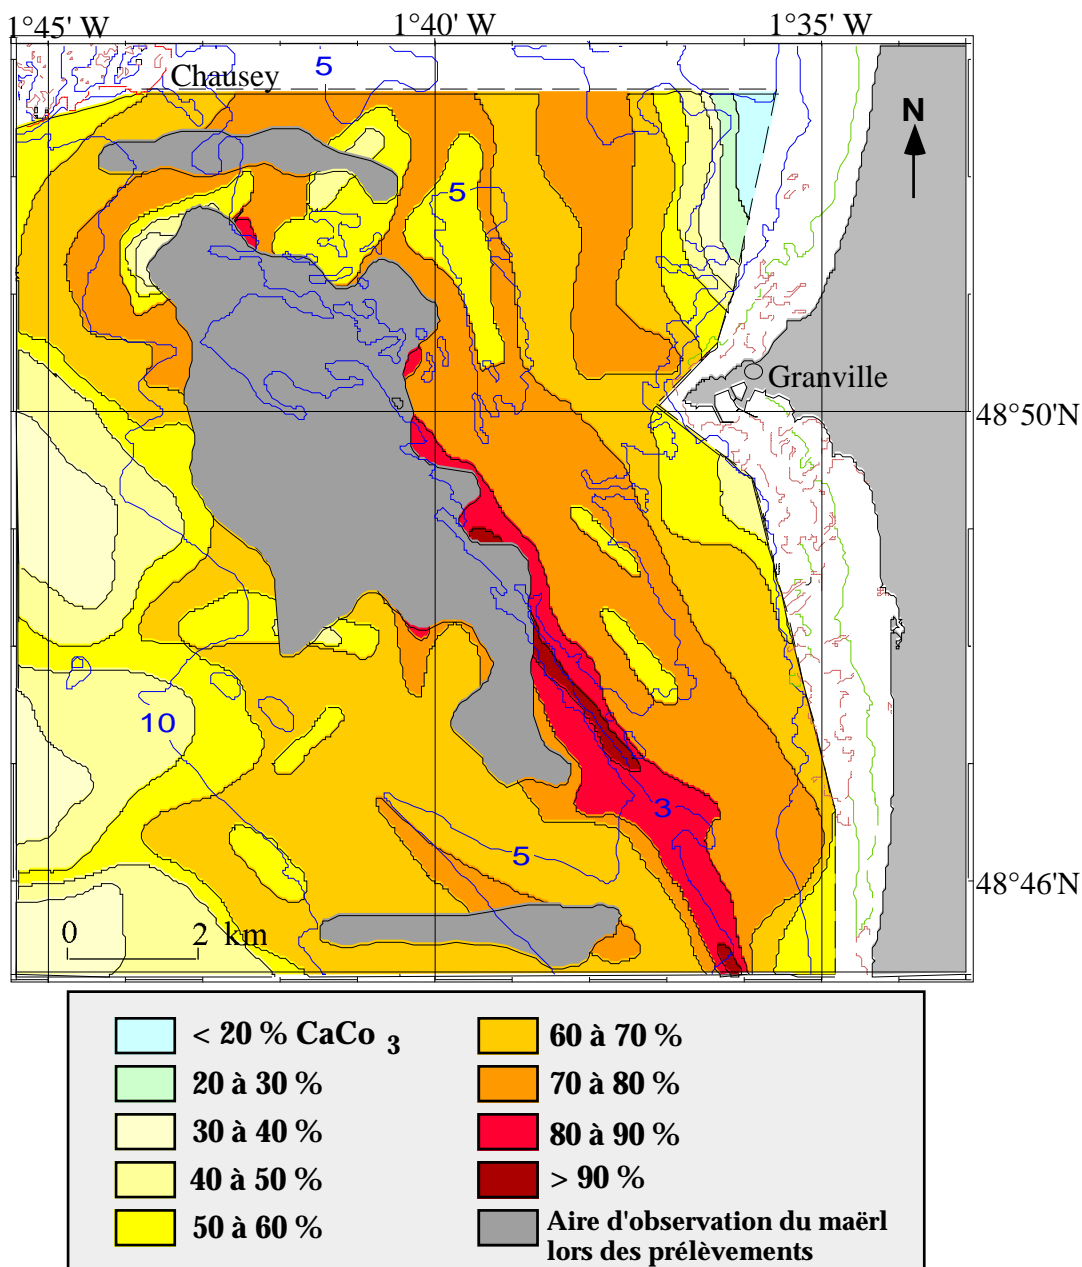 1°45' W 1°40' W 1°35' W
Chausey
5
N
5
Granville
48°50'N
10
3
5
48°46'N
0 2 km
< 20 % CaCo 3
20 à 30 %
30 à 40 %
40 à 50 %
50 à 60 %
60 à 70 %
70 à 80 %
80 à 90 %
> 90 %
Aire d'observation du maërl
lors des prélèvements